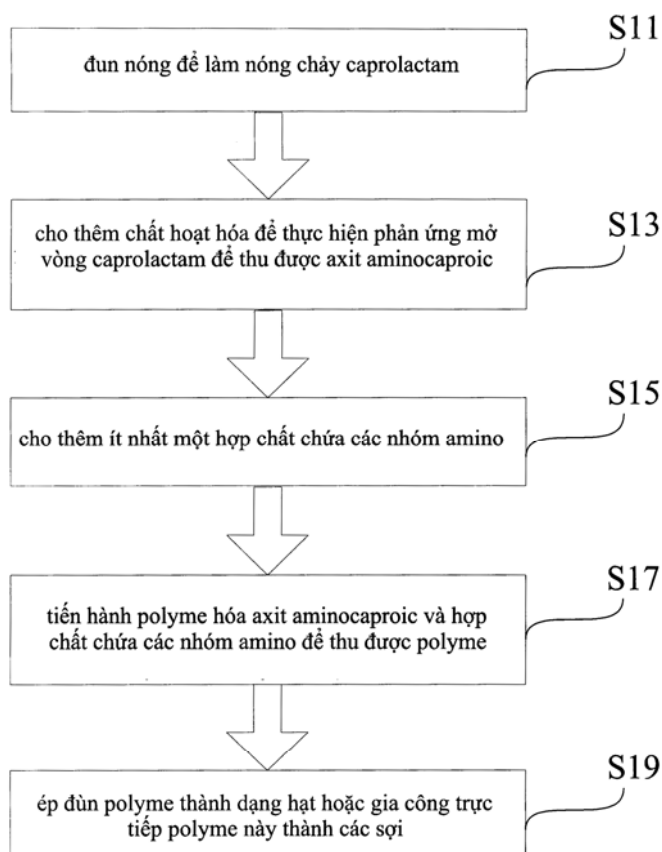 S11
đun nóng để làm nóng chảy caprolactam
S13
cho thêm chất hoạt hóa để thực hiện phản ứng mở
vòng caprolactam để thu được axit aminocaproic
S15
cho thêm ít nhất một hợp chất chứa các nhóm amino
S17
tiến hành polyme hóa axit aminocaproic và hợp
chất chứa các nhóm amino để thu được polyme
S19
ép đùn polyme thành dạng hạt hoặc gia công trực
tiếp polyme này thành các sợi